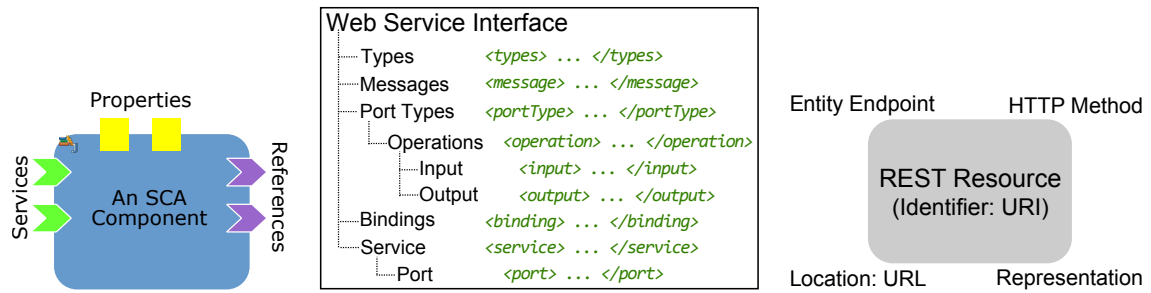 Properties
Services
An SCA
Component
References
Web Service Interface
Types <types> ... </types>
Messages <message> ... </message>
Port Types <portType> ... </portType>
Operations <operation> ... </operation>
Input <input> ... </input>
Output <output> ... </output>
Bindings <binding> ... </binding>
Service <service> ... </service>
Port <port> ... </port>
Entity Endpoint HTTP Method
REST Resource
(Identifier: URI)
Location: URL Representation